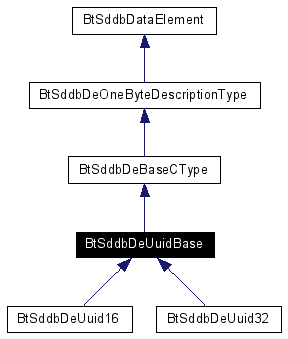 BtSddbDataElement
BtSddbDeOneByteDescriptionType
BtSddbDeBaseCType
BtSddbDeUuidBase
BtSddbDeUuid16
BtSddbDeUuid32